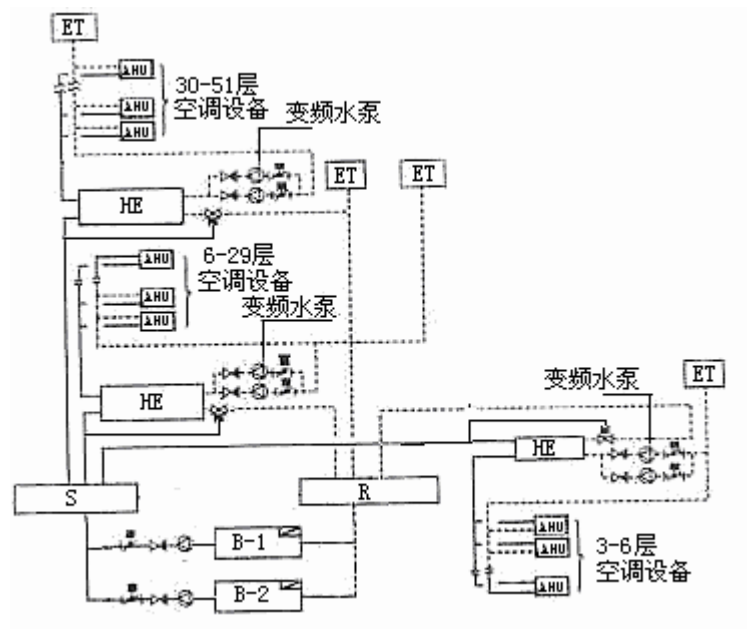 ET
AHU
30-51层
空调设备
AHU
AHU
变频水泵
ET
ET
HE
AHU
6-29层
空调设备
AHU
AHU
变频水泵
HE
变频水泵
ET
HE
S
R
B-1
AHU
AHU
3-6层
空调设备
AHU
B-2